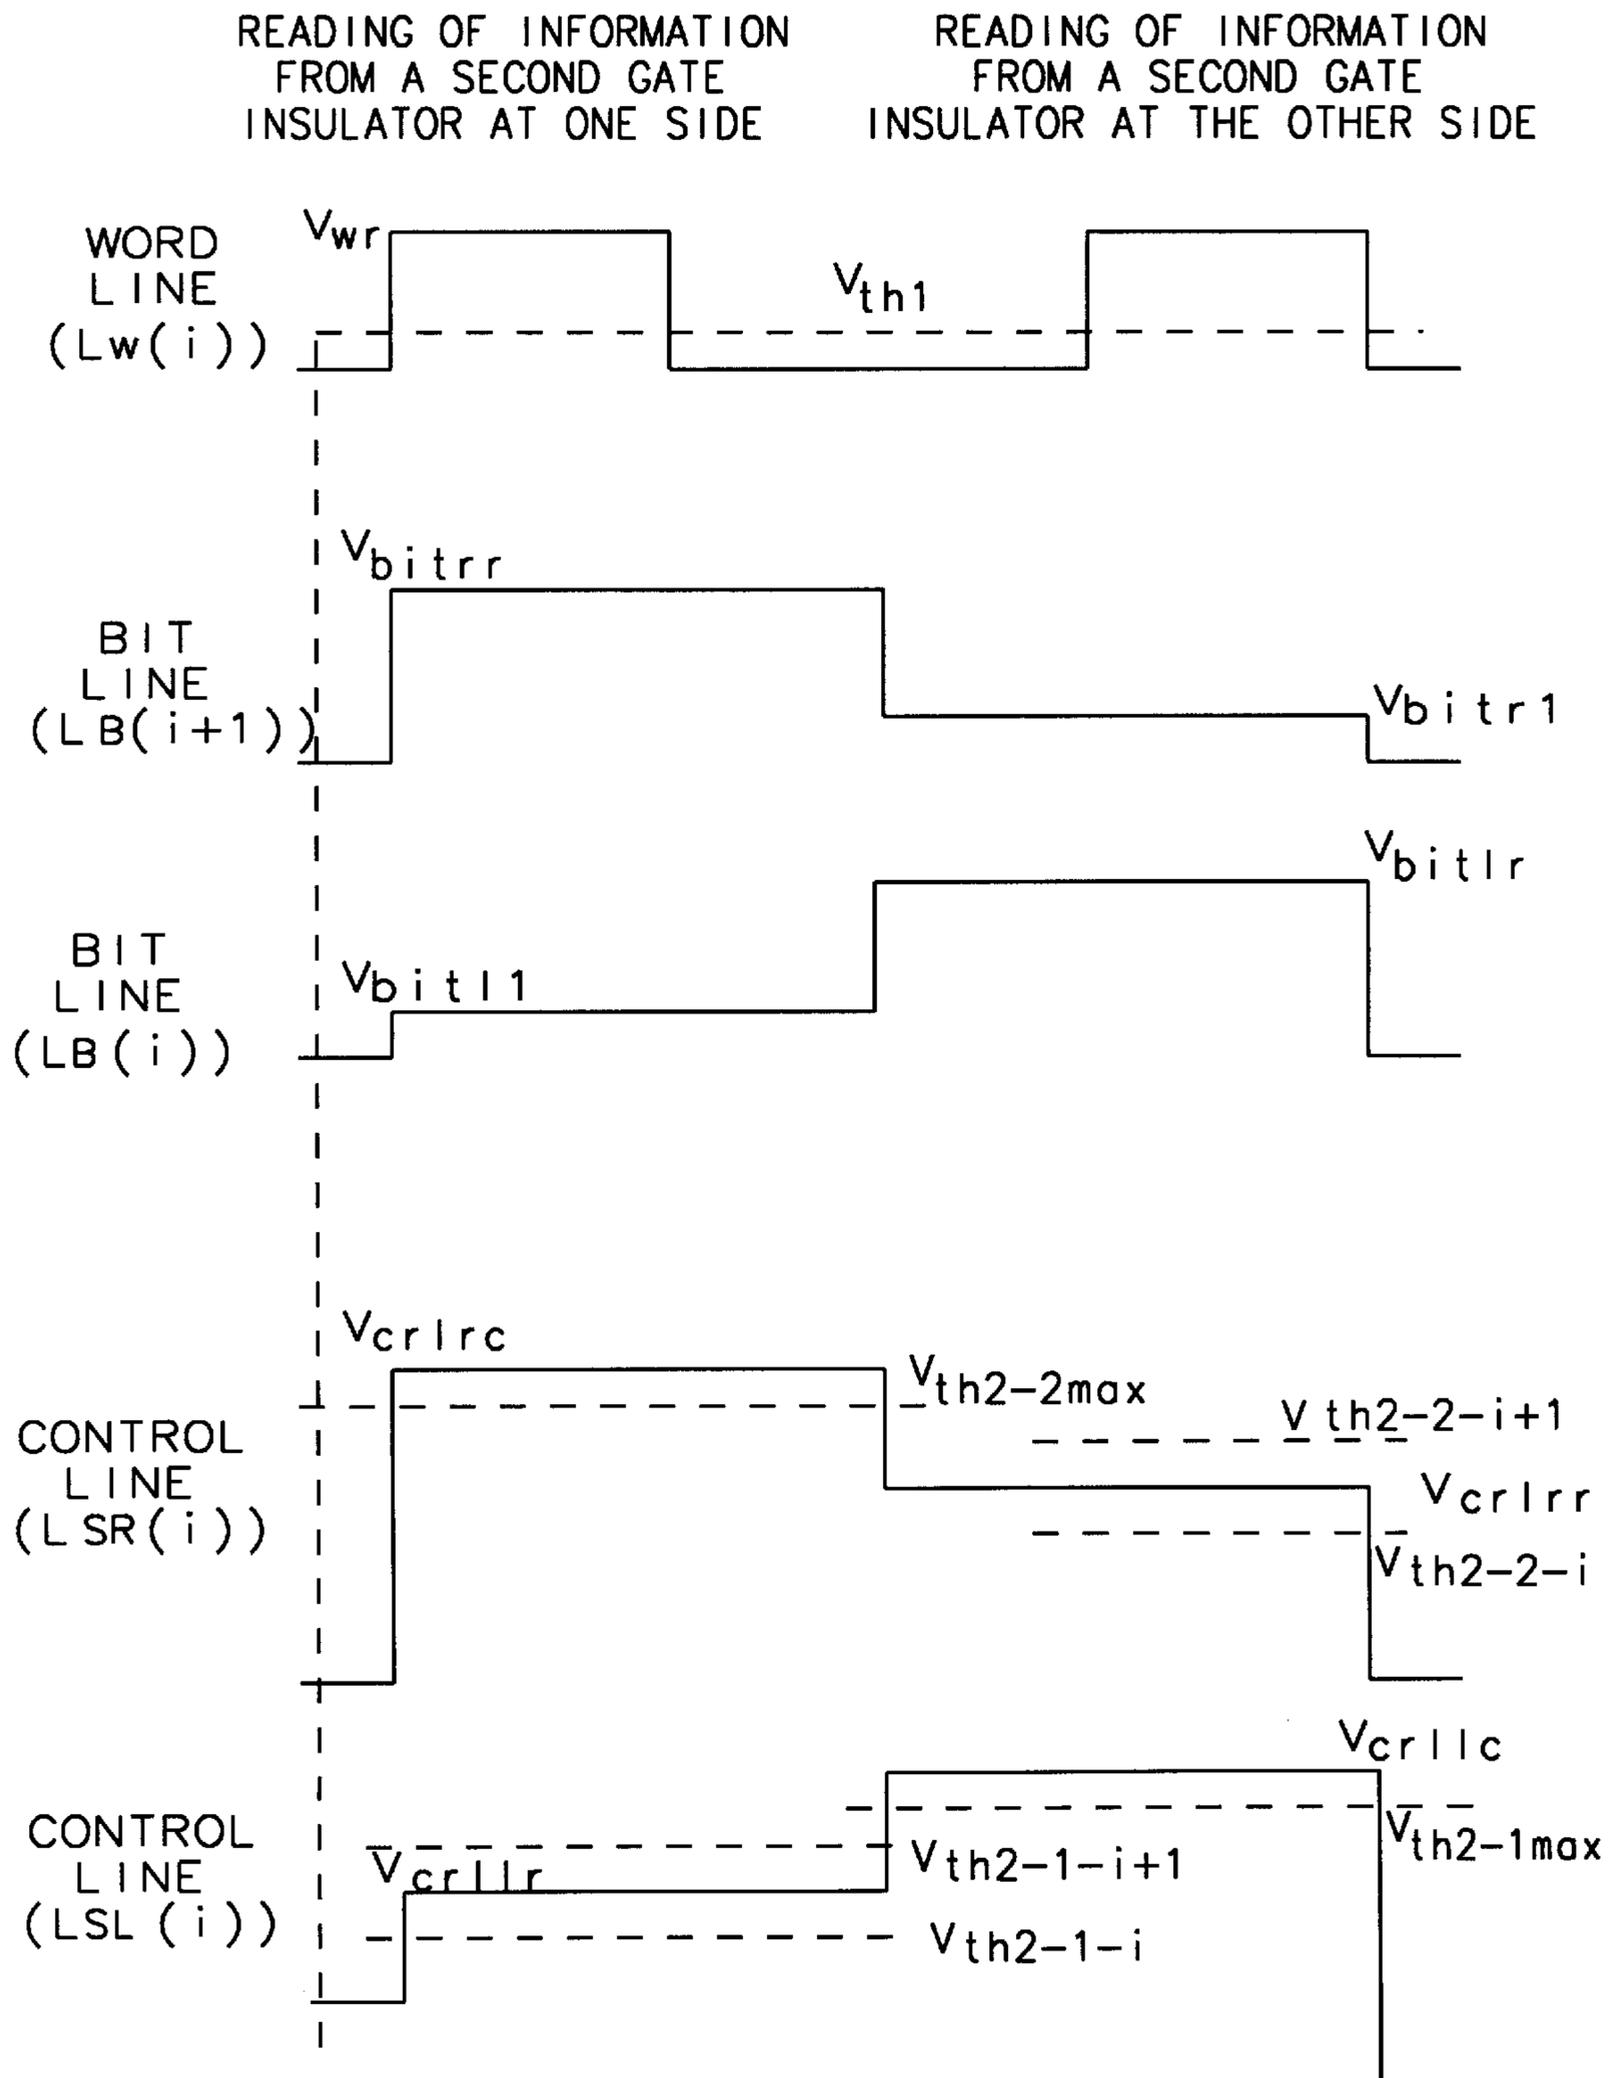 READING OF INFORMATION
FROM A SECOND GATE
INSULATOR AT ONE SIDE
READING OF INFORMATION
FROM A SECOND GATE
INSULATOR AT THE OTHER SIDE
WORD
LINE
(Lw(i))
Vwr
Vth1
BIT
LINE
(LB(i+1))
Vbitrr
Vbitr1
BIT
LINE
(LB(i))
Vbitl1
Vbitlr
CONTROL
LINE
(LSR(i))
Vcrlrc
Vth2-2max
Vth2-2-i+1
Vcrlrr
Vth2-2-i
CONTROL
LINE
(LSL(i))
Vcrllr
Vcrllc
Vth2-1max
Vth2-1-i+1
Vth2-1-i